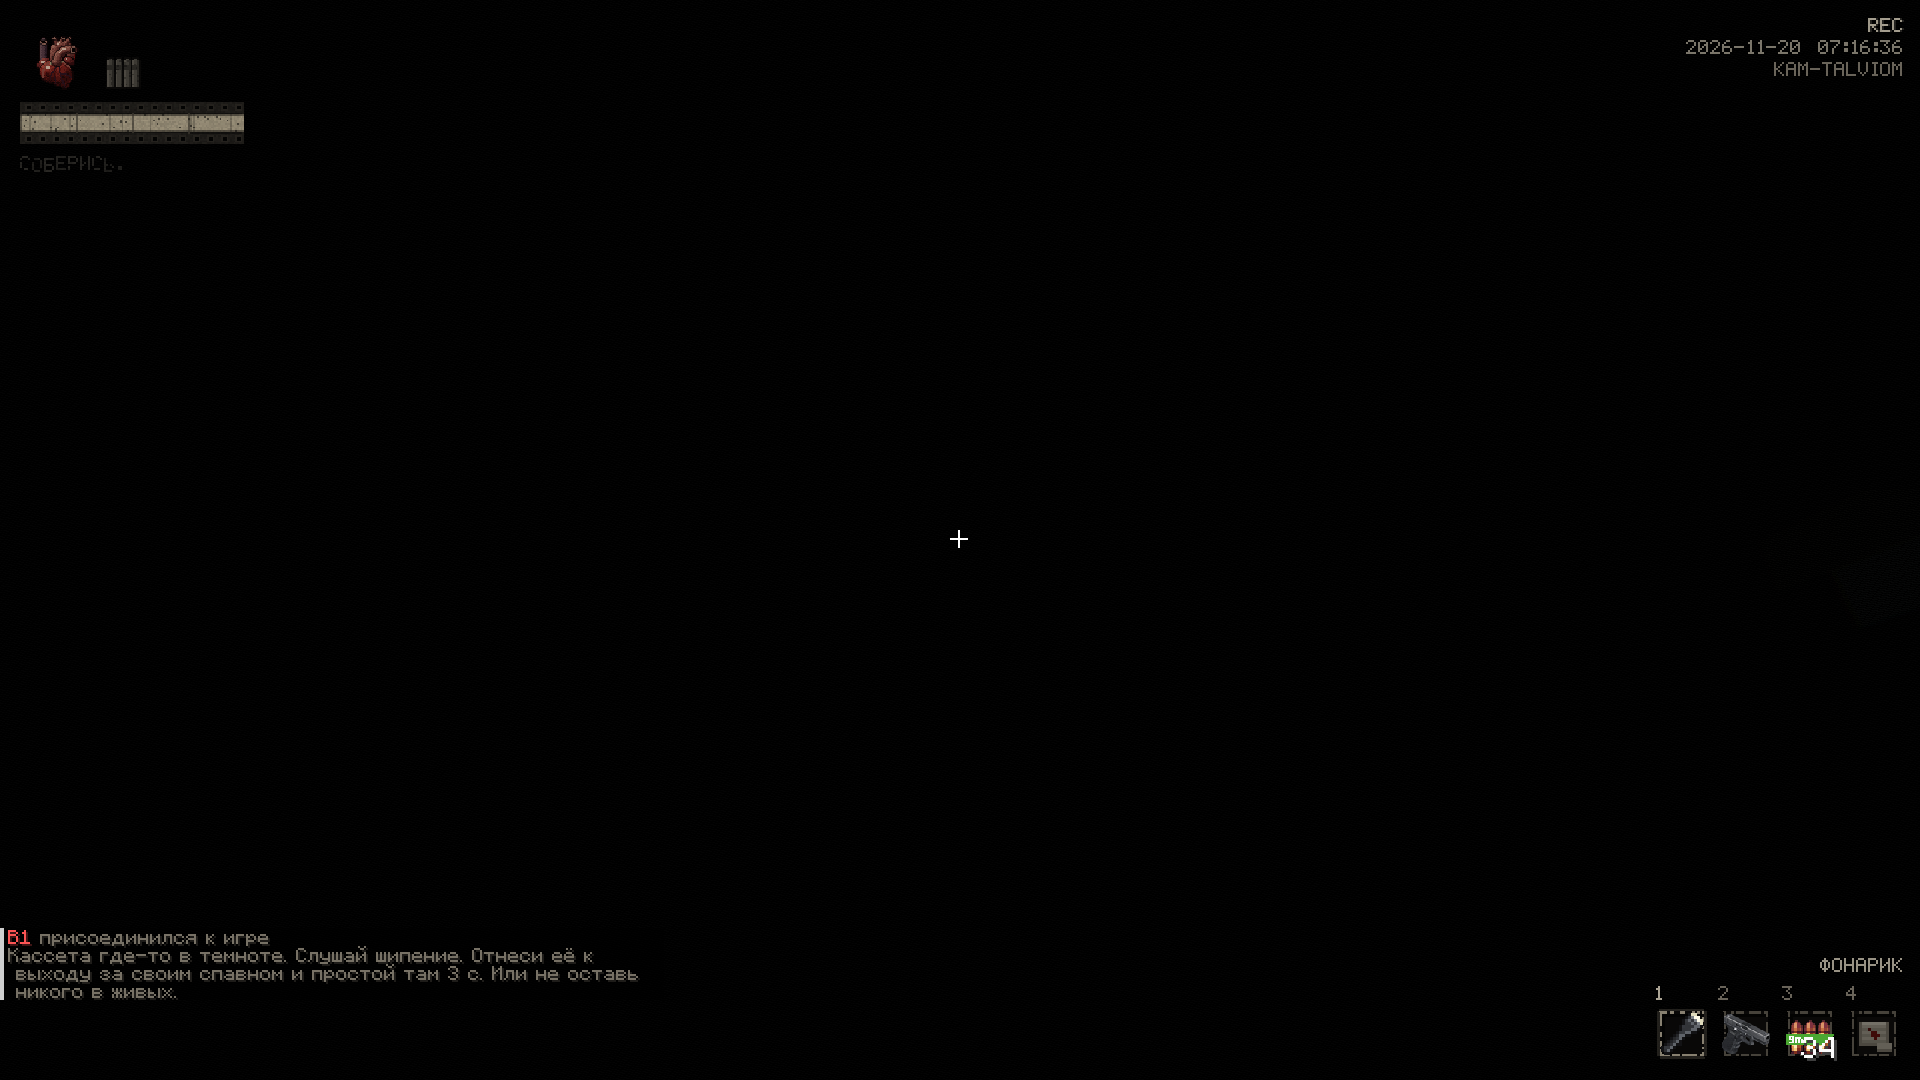 REC
2026-11-20 07:16:36
KAM-TALVIOM
СОБЕРИСЬ.
B1 присоединился к игре
Кассета где-то в темноте. Слушай шипение. Отнеси её к
выходу за своим спавном и простой там 3 с. Или не оставь
никого в живых.
ФОНАРИК
1 2 3 4
9mm
34